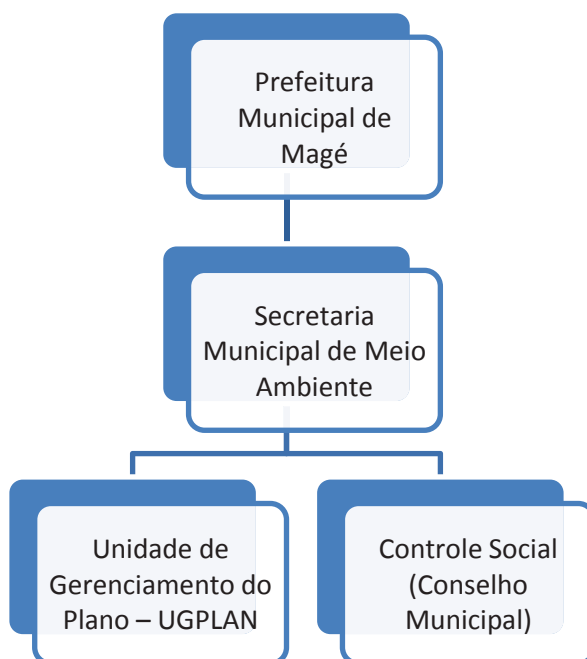 Prefeitura
Municipal de
Magé
Secretaria
Municipal de Meio
Ambiente
Unidade de
Gerenciamento do
Plano – UGPLAN
Controle Social
(Conselho
Municipal)